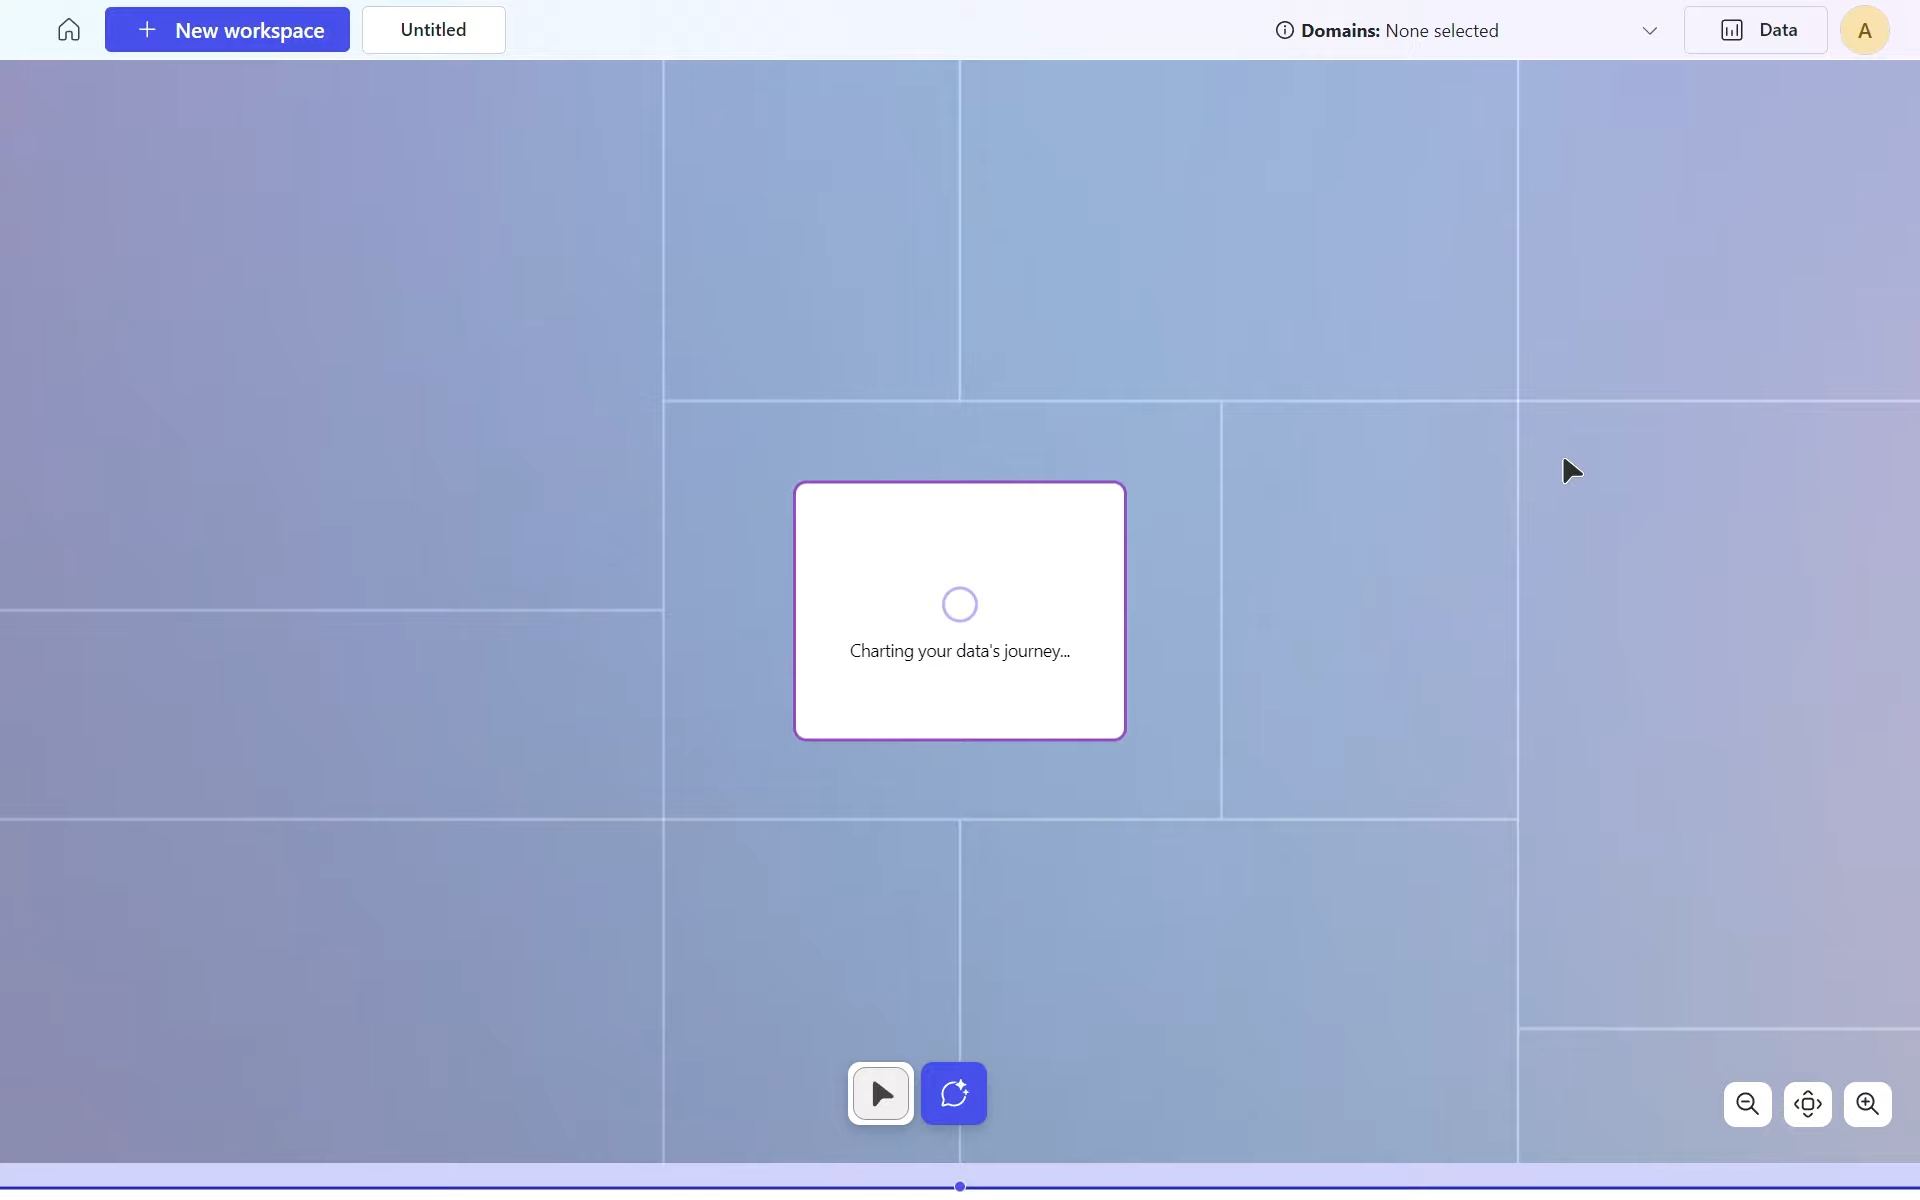 New workspace
Untitled
Domains: None selected
Data
A
Charting your data's journey...